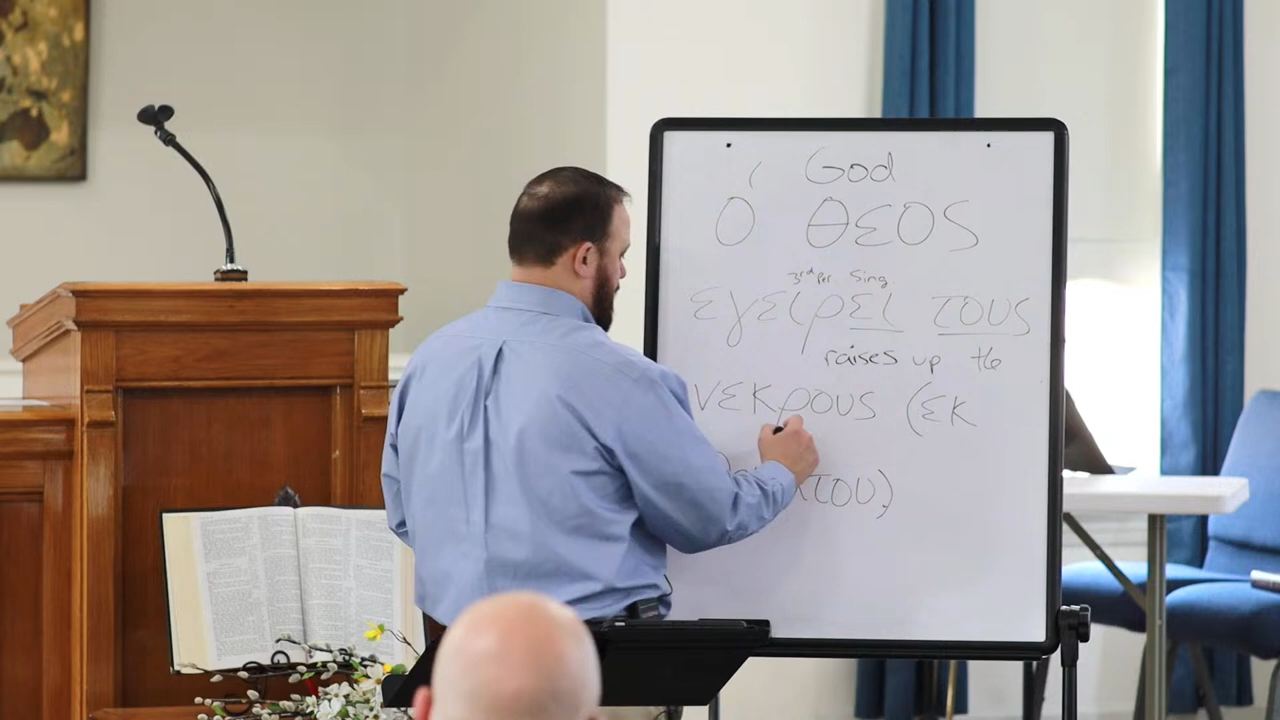 God
ὁ θεος
3rd per. Sing.
εγειρει τους
raises up the
νεκρους (εκ
του)